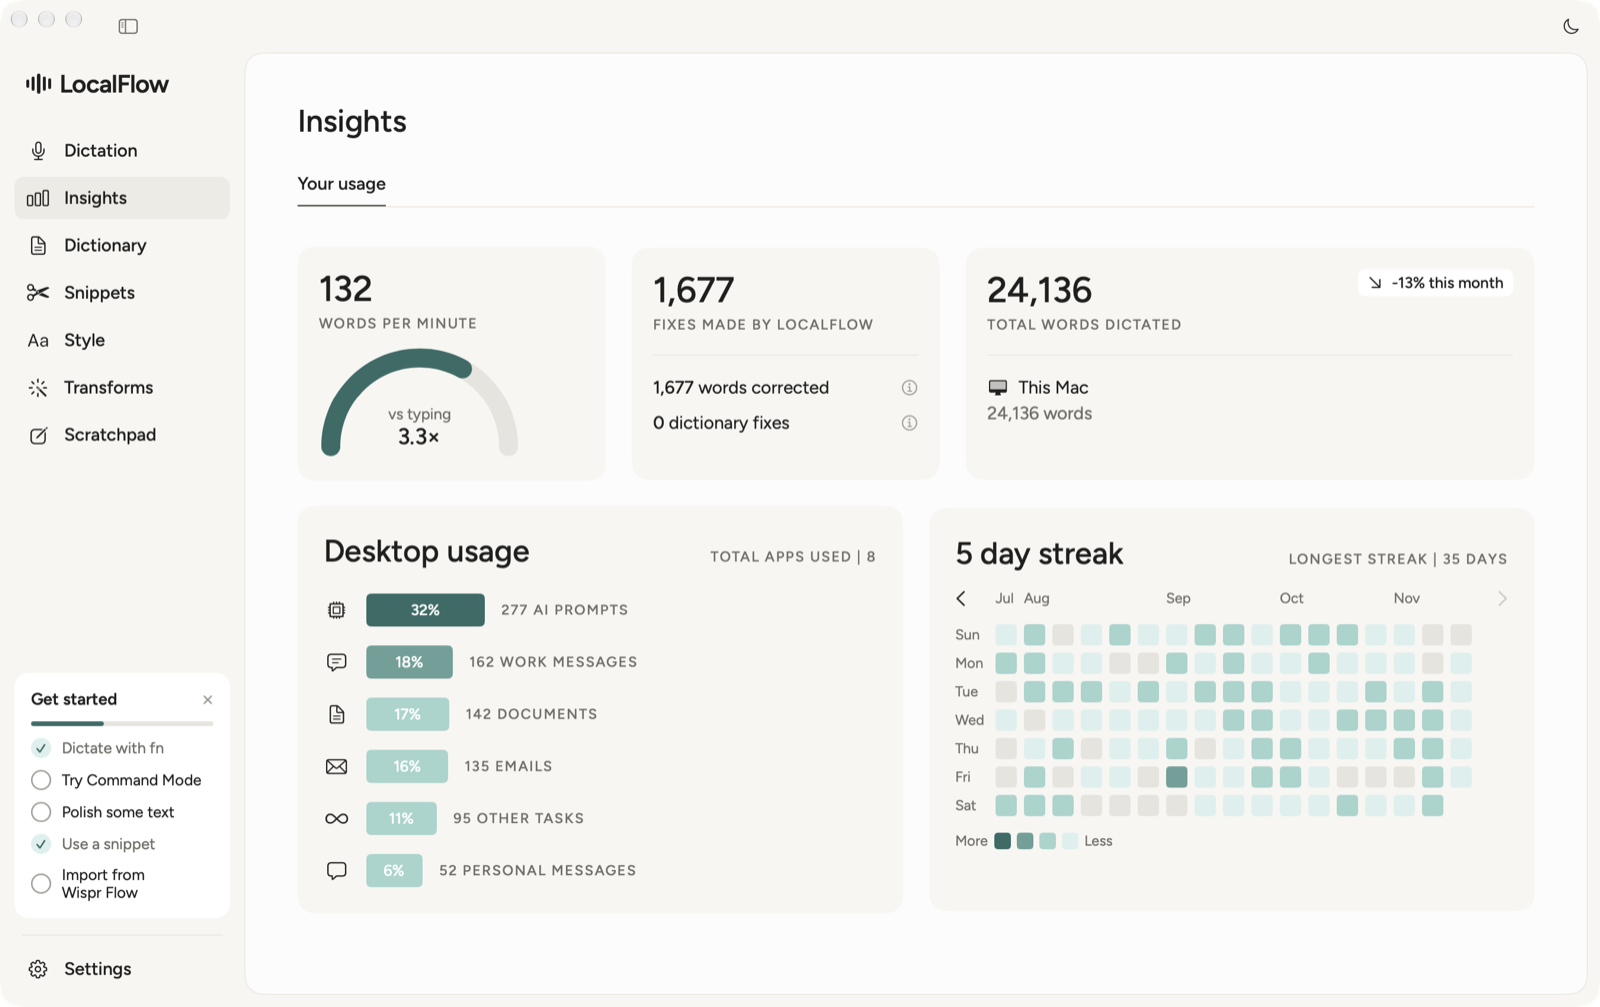 LocalFlow
Dictation
Insights
Dictionary
Snippets
Aa Style
Transforms
Scratchpad
Get started
Dictate with fn
Try Command Mode
Polish some text
Use a snippet
Import from
Wispr Flow
Settings
Insights
Your usage
132
WORDS PER MINUTE
vs typing
3.3×
1,677
FIXES MADE BY LOCALFLOW
1,677 words corrected
0 dictionary fixes
24,136
-13% this month
TOTAL WORDS DICTATED
This Mac
24,136 words
Desktop usage
TOTAL APPS USED | 8
32% 277 AI PROMPTS
18% 162 WORK MESSAGES
17% 142 DOCUMENTS
16% 135 EMAILS
11% 95 OTHER TASKS
6% 52 PERSONAL MESSAGES
5 day streak
LONGEST STREAK | 35 DAYS
Jul Aug Sep Oct Nov
Sun
Mon
Tue
Wed
Thu
Fri
Sat
More Less